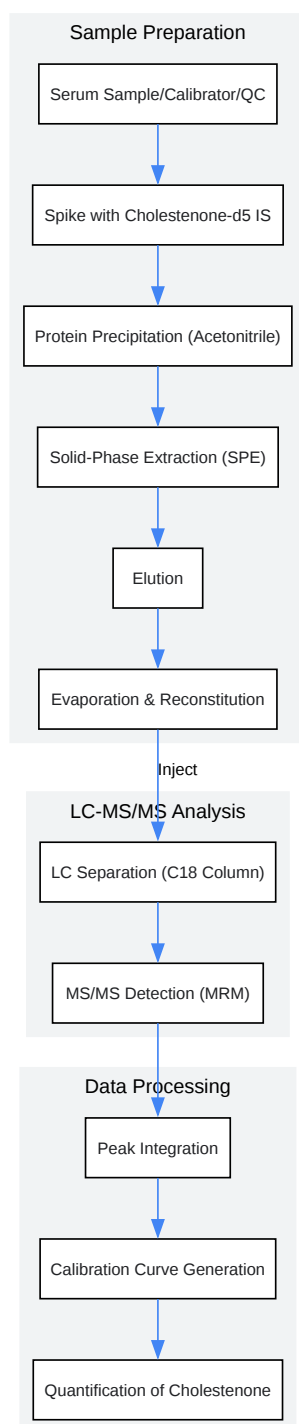 Sample Preparation
Serum Sample/Calibrator/QC
Spike with Cholestenone-d5 IS
Protein Precipitation (Acetonitrile)
Solid-Phase Extraction (SPE)
Elution
Evaporation & Reconstitution
Inject
LC-MS/MS Analysis
LC Separation (C18 Column)
MS/MS Detection (MRM)
Data Processing
Peak Integration
Calibration Curve Generation
Quantification of Cholestenone